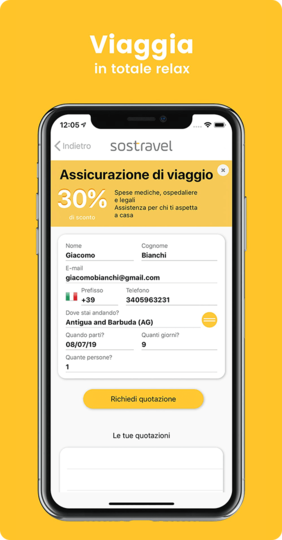 Viaggia
in totale relax
12:05
Indietro
sostravel
Assicurazione di viaggio
30%
di sconto
Spese mediche, ospedaliere
e legali
Assistenza per chi ti aspetta
a casa
Nome Cognome
Giacomo Bianchi
E-mail
giacomobianchi@gmail.com
Prefisso Telefono
+39 3405963231
Dove stai andando?
Antigua and Barbuda (AG)
Quando parti? Quanti giorni?
08/07/19 9
Quante persone?
1
Richiedi quotazione
Le tue quotazioni